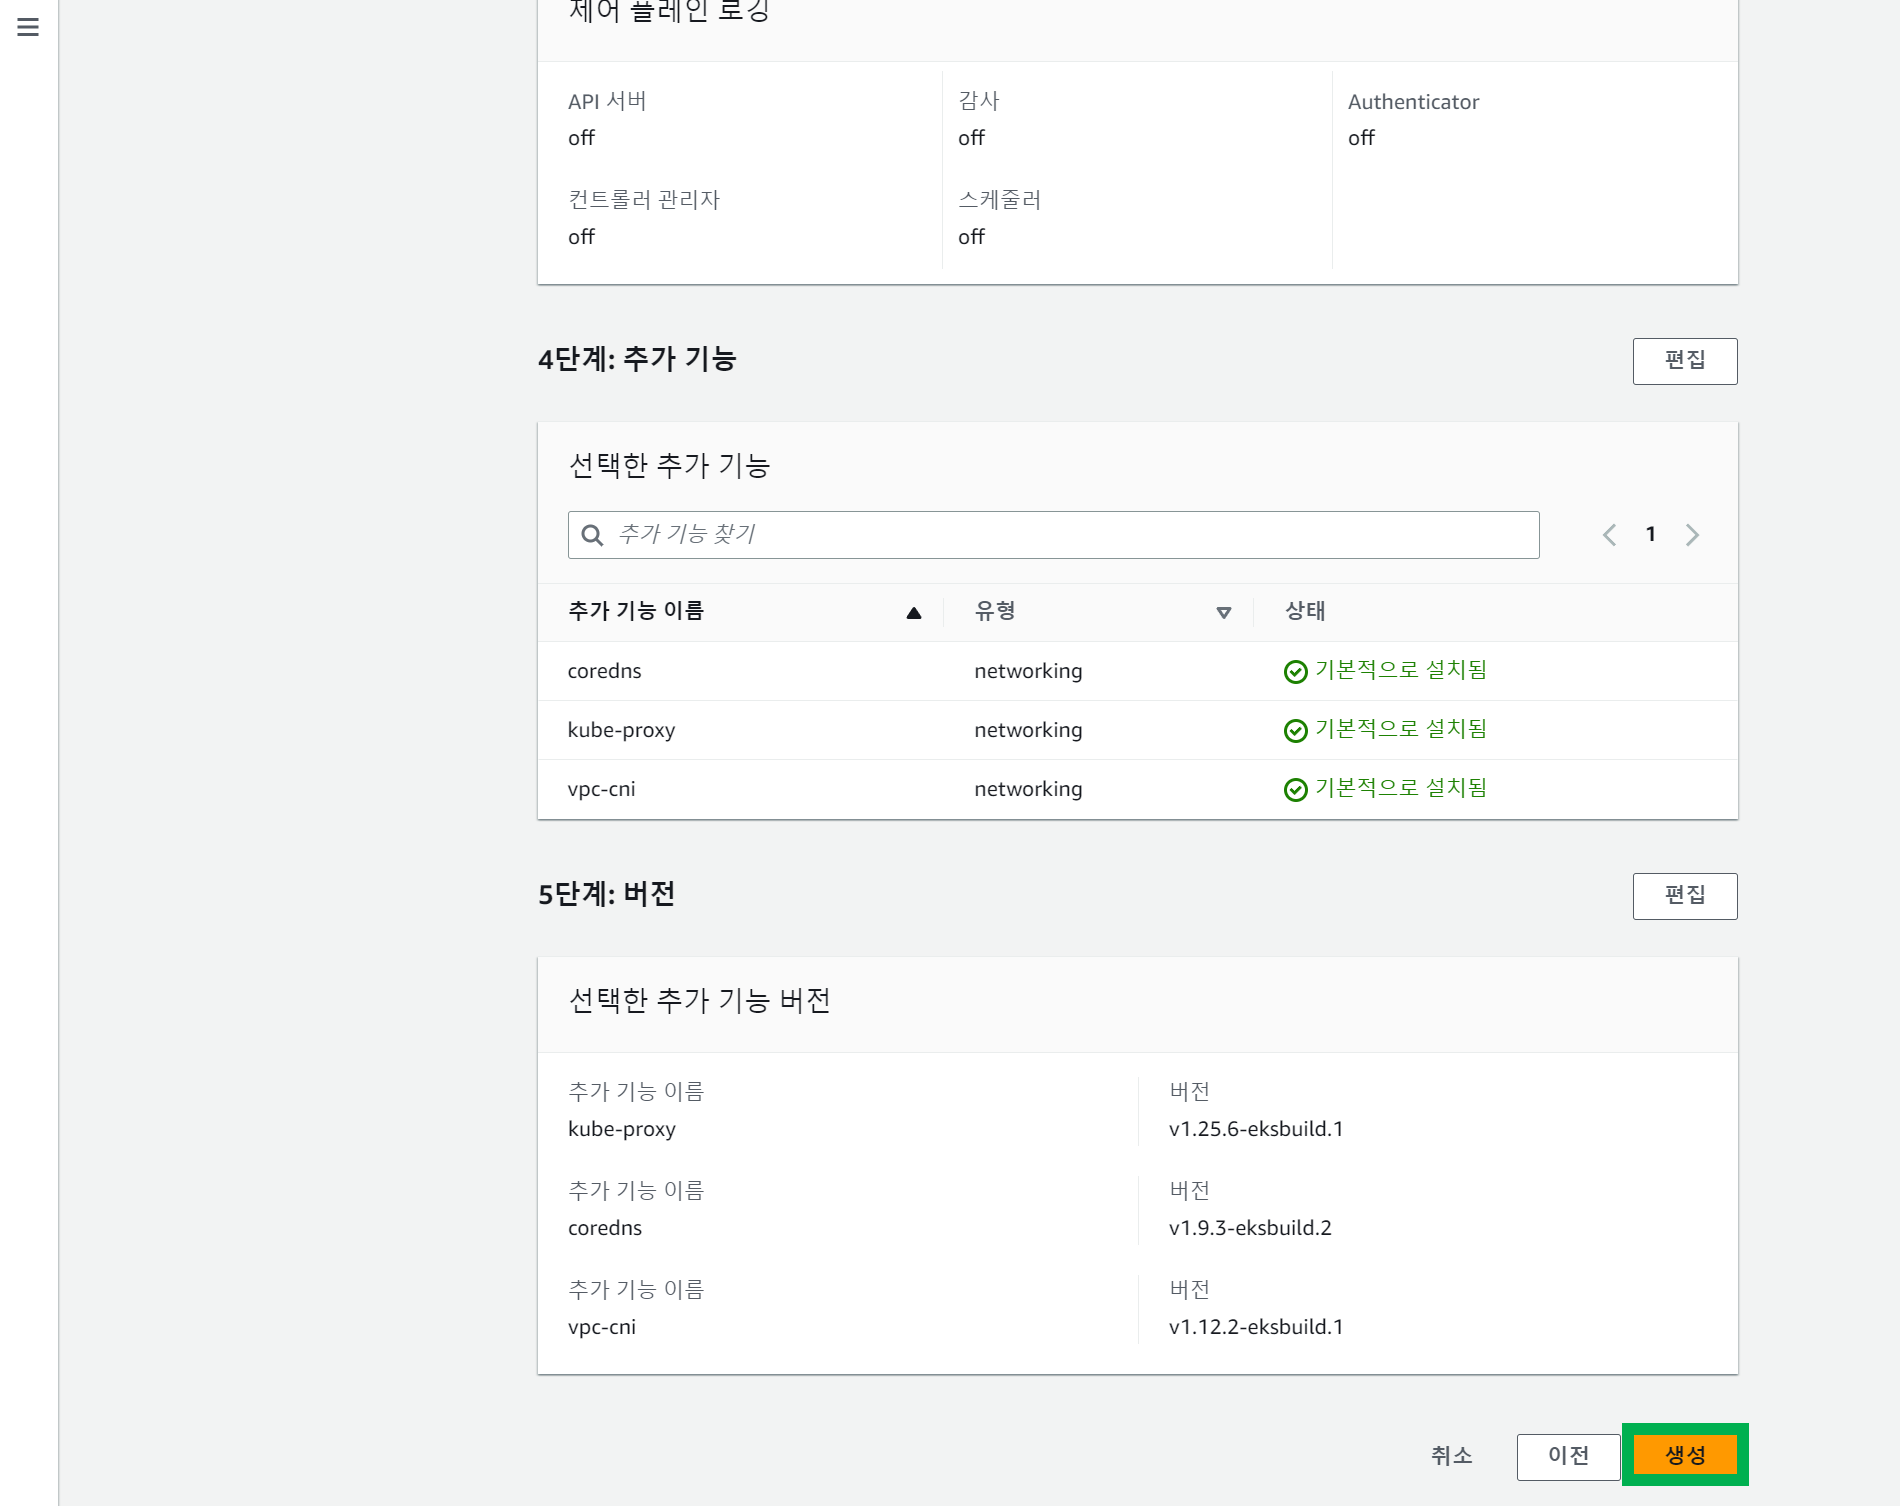 제어 플레인 로깅
API 서버
off
감사
off
Authenticator
off
컨트롤러 관리자
off
스케줄러
off
4단계: 추가 기능
편집
선택한 추가 기능
추가 기능 찾기
1
추가 기능 이름 유형 상태
coredns networking 기본적으로 설치됨
kube-proxy networking 기본적으로 설치됨
vpc-cni networking 기본적으로 설치됨
5단계: 버전
편집
선택한 추가 기능 버전
추가 기능 이름
kube-proxy
버전
v1.25.6-eksbuild.1
추가 기능 이름
coredns
버전
v1.9.3-eksbuild.2
추가 기능 이름
vpc-cni
버전
v1.12.2-eksbuild.1
취소 이전 생성